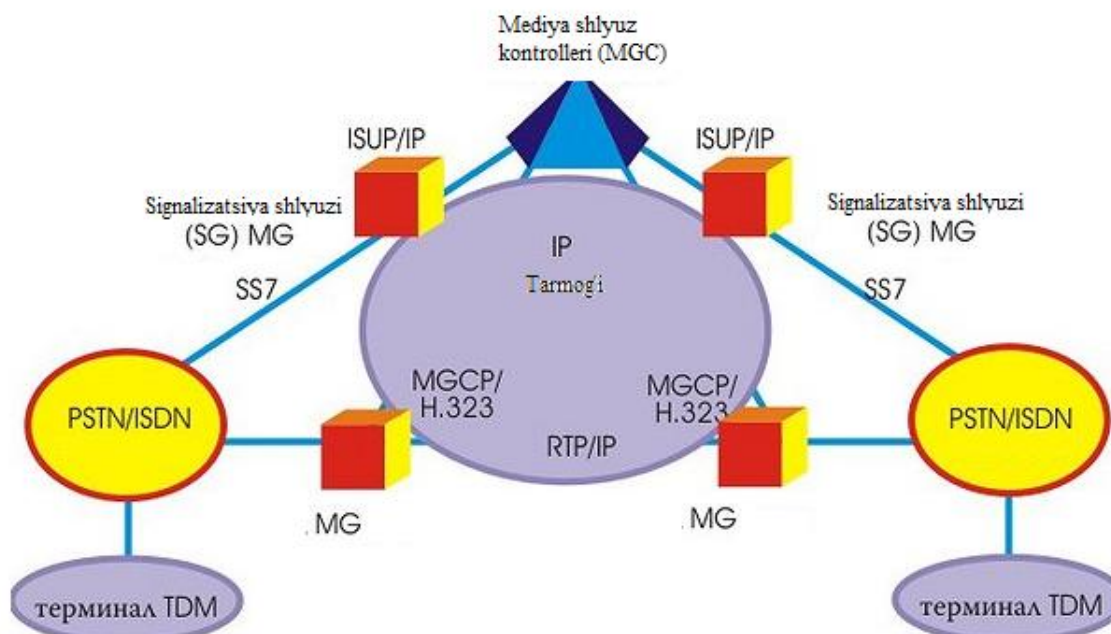 Mediya shlyuz
kontrolleri (MGC)
ISUP/IP
ISUP/IP
Signalizatsiya shlyuzi
(SG) MG
Signalizatsiya shlyuzi
(SG) MG
IP
Tarmog'i
SS7
SS7
MGCP/
H.323
MGCP/
H.323
PSTN/ISDN
PSTN/ISDN
RTP/IP
. MG
. MG
терминал TDM
терминал TDM